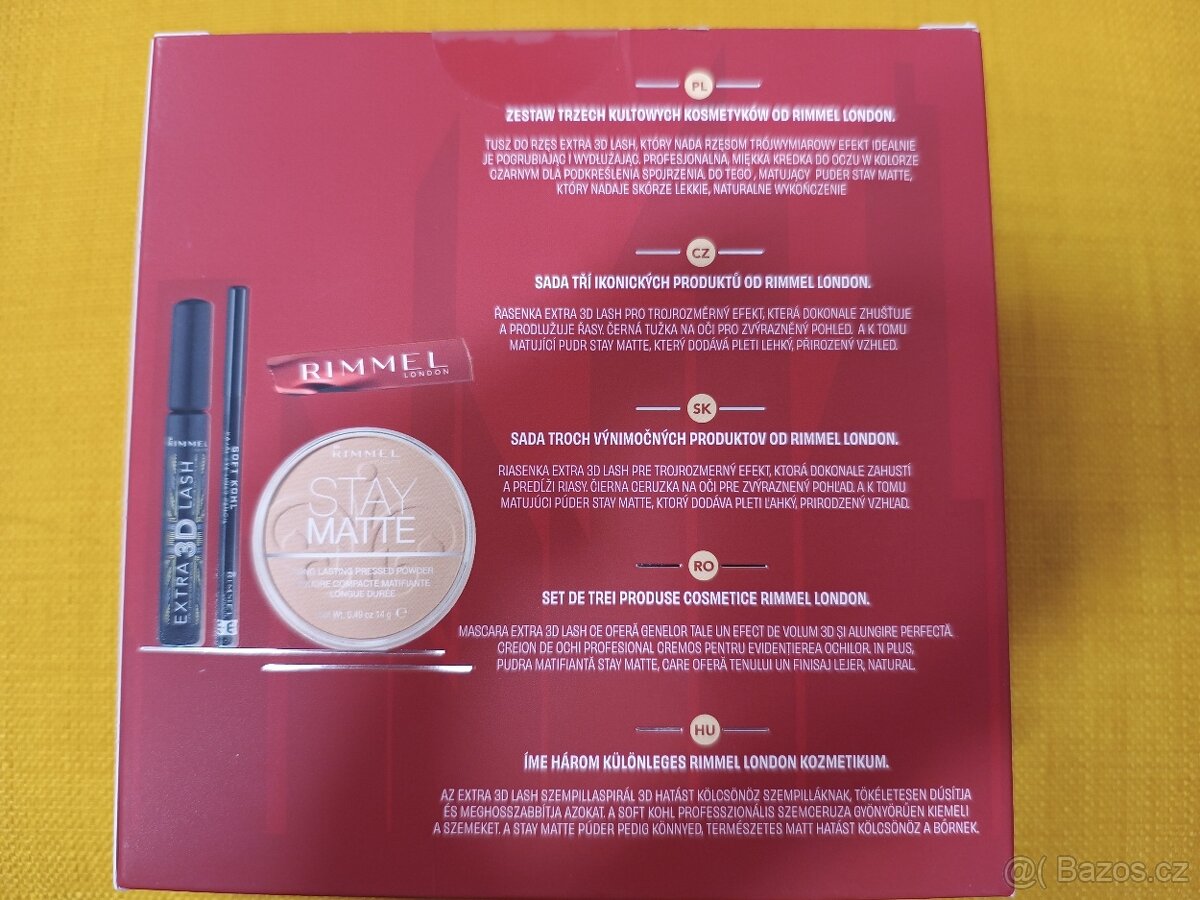 PL
ZESTAW TRZECH KULTOWYCH KOSMETYKÓW OD RIMMEL LONDON.
TUSZ DO RZĘS EXTRA 3D LASH, KTÓRY NADA RZĘSOM TRÓJWYMIAROWY EFEKT IDEALNIE
JE POGRUBIAJĄC I WYDŁUŻAJĄC. PROFESJONALNA, MIĘKKA KREDKA DO OCZU W KOLORZE
CZARNYM DLA PODKREŚLENIA SPOJRZENIA. DO TEGO , MATUJĄCY PUDER STAY MATTE,
KTÓRY NADAJE SKÓRZE LEKKIE, NATURALNE WYKOŃCZENIE
CZ
SADA TŘÍ IKONICKÝCH PRODUKTŮ OD RIMMEL LONDON.
ŘASENKA EXTRA 3D LASH PRO TROJROZMĚRNÝ EFEKT, KTERÁ DOKONALE ZHUŠŤUJE
A PRODLUŽUJE ŘASY. ČERNÁ TUŽKA NA OČI PRO ZVÝRAZNĚNÝ POHLED. A K TOMU
MATUJÍCÍ PUDR STAY MATTE, KTERÝ DODÁVÁ PLETI LEHKÝ, PŘIROZENÝ VZHLED.
SK
SADA TROCH VÝNIMOČNÝCH PRODUKTOV OD RIMMEL LONDON.
RIASENKA EXTRA 3D LASH PRE TROJROZMERNÝ EFEKT, KTORÁ DOKONALE ZAHUSTÍ
A PREDĹŽI RIASY. ČIERNA CERUZKA NA OČI PRE ZVÝRAZNENÝ POHĽAD. A K TOMU
MATUJÚCI PÚDER STAY MATTE, KTORÝ DODÁVA PLETI ĽAHKÝ, PRIRODZENÝ VZHĽAD.
RO
SET DE TREI PRODUSE COSMETICE RIMMEL LONDON.
MASCARA EXTRA 3D LASH CE OFERĂ GENELOR TALE UN EFECT DE VOLUM 3D ȘI ALUNGIRE PERFECTĂ.
CREION DE OCHI PROFESIONAL CREMOS PENTRU EVIDENȚIEREA OCHILOR. IN PLUS,
PUDRA MATIFIANTĂ STAY MATTE, CARE OFERĂ TENULUI UN FINISAJ LEJER, NATURAL.
HU
ÍME HÁROM KÜLÖNLEGES RIMMEL LONDON KOZMETIKUM.
AZ EXTRA 3D LASH SZEMPILLASPIRÁL 3D HATÁST KÖLCSÖNÖZ SZEMPILLÁKNAK, TÖKÉLETESEN DÚSÍTJA
ÉS MEGHOSSZABBÍTJA AZOKAT. A SOFT KOHL PROFESSZIONÁLIS SZEMCERUZA GYÖNYÖRŰEN KIEMELI
A SZEMEKET. A STAY MATTE PÚDER PEDIG KÖNNYED, TERMÉSZETES MATT HATÁST KÖLCSÖNÖZ A BŐRNEK.
RIMMEL
LONDON
RIMMEL
EXTRA 3D LASH
SOFT KOHL
RIMMEL
RIMMEL
STAY
MATTE
LONG LASTING PRESSED POWDER
POUDRE COMPACTE MATIFIANTE
LONGUE DURÉE
Net Wt. 0.49 oz 14 g ℮
@( Bazos.cz